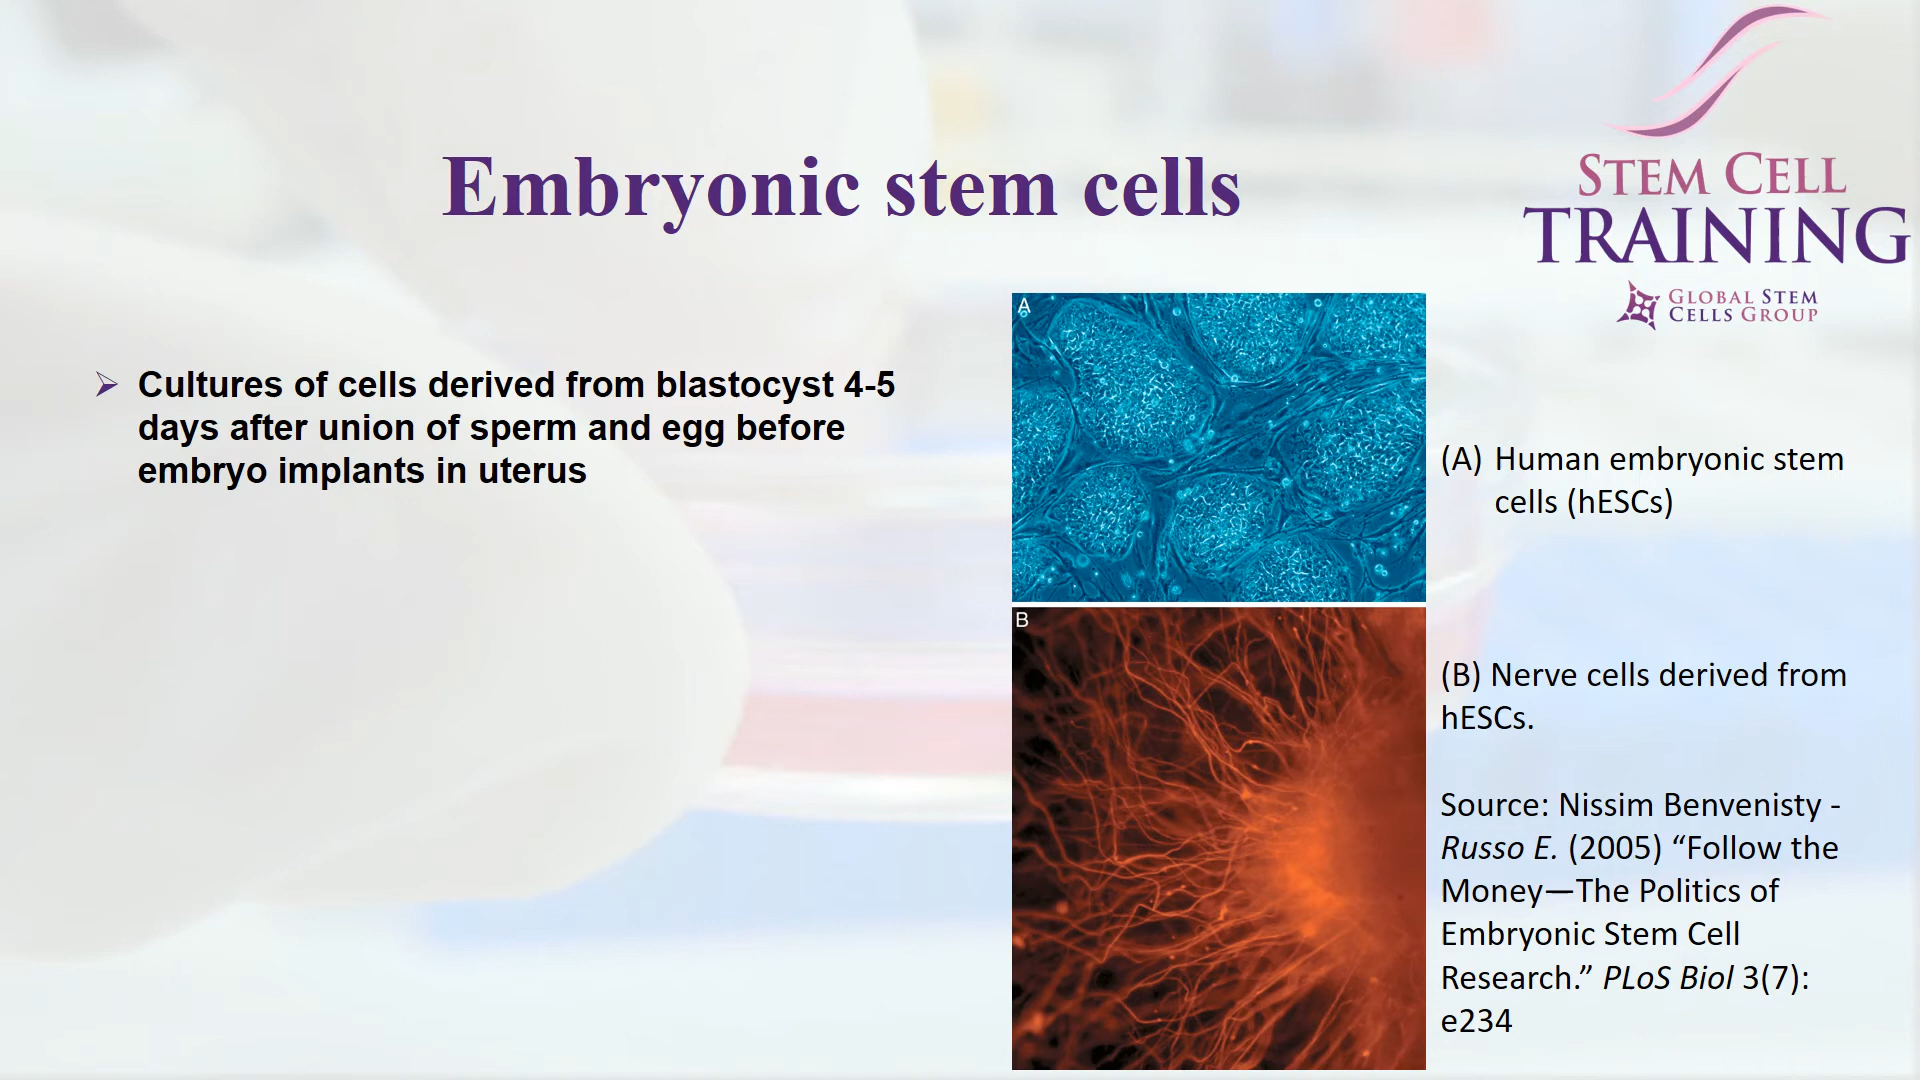 Embryonic stem cells
STEM CELL
TRAINING
GLOBAL STEM
CELLS GROUP
➢ Cultures of cells derived from blastocyst 4-5
days after union of sperm and egg before
embryo implants in uterus
A
(A) Human embryonic stem
cells (hESCs)
B
(B) Nerve cells derived from
hESCs.
Source: Nissim Benvenisty -
Russo E. (2005) “Follow the
Money—The Politics of
Embryonic Stem Cell
Research.” PLoS Biol 3(7):
e234